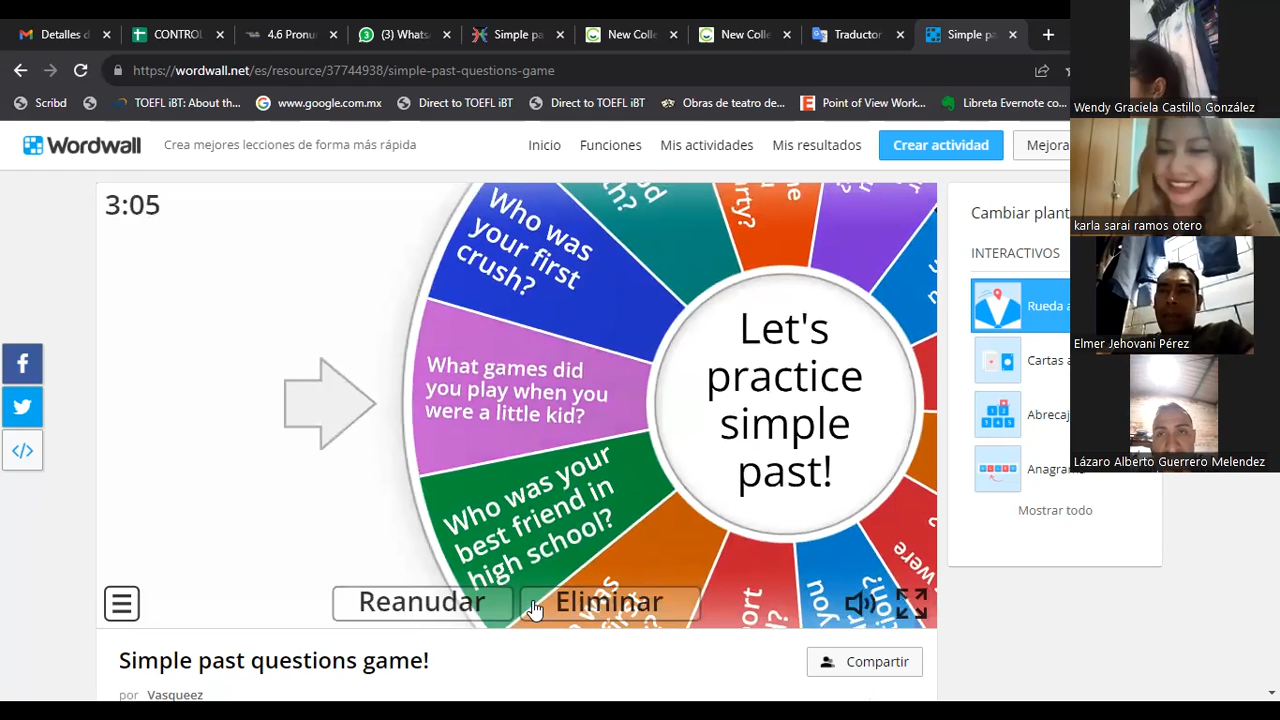 Detalles d
CONTROL
4.6 Pronu
(3) Whats
Simple pa
New Colle
New Colle
Traductor
Simple pa
https://wordwall.net/es/resource/37744938/simple-past-questions-game
Scribd
TOEFL iBT: About th...
www.google.com.mx
Direct to TOEFL iBT
Direct to TOEFL iBT
Obras de teatro de...
Point of View Work...
Libreta Evernote co...
Wordwall
Crea mejores lecciones de forma más rápida
Inicio
Funciones
Mis actividades
Mis resultados
Crear actividad
Mejora
3:05
Who was
your first
crush?
What games did
you play when you
were a little kid?
Who was your
best friend in
high school?
Let's
practice
simple
past!
Reanudar
Eliminar
Simple past questions game!
por Vasqueez
Compartir
Cambiar plant
INTERACTIVOS
Rueda a
Cartas a
Abrecaj
Anagram
Mostrar todo
Wendy Graciela Castillo González
karla sarai ramos otero
Elmer Jehovani Pérez
Lázaro Alberto Guerrero Melendez